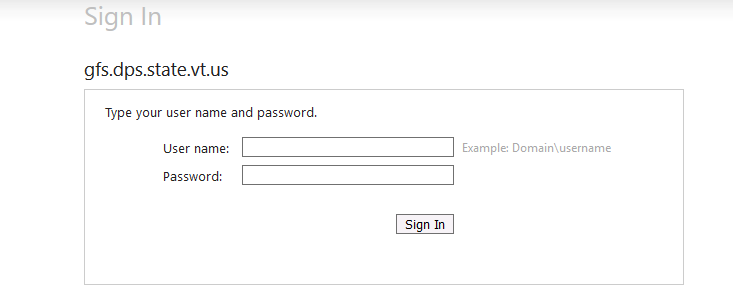 Sign In
gfs.dps.state.vt.us
Type your user name and password.
User name: Example: Domain\username
Password:
Sign In